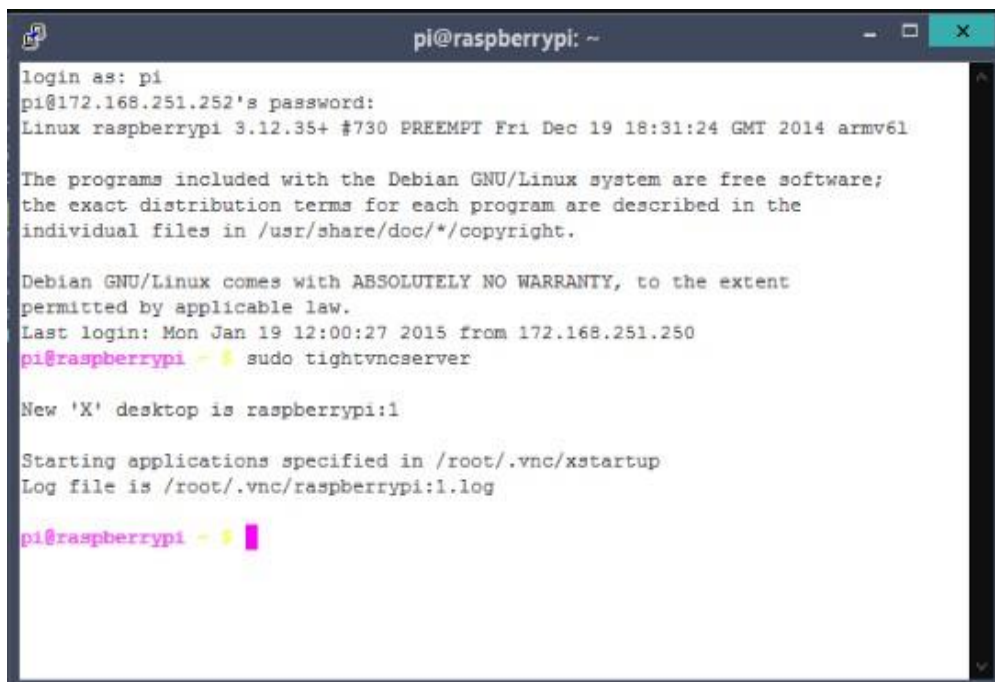 pi@raspberrypi: ~
login as: pi
pi@172.168.251.252's password:
Linux raspberrypi 3.12.35+ #730 PREEMPT Fri Dec 19 18:31:24 GMT 2014 armv6l
The programs included with the Debian GNU/Linux system are free software;
the exact distribution terms for each program are described in the
individual files in /usr/share/doc/*/copyright.
Debian GNU/Linux comes with ABSOLUTELY NO WARRANTY, to the extent
permitted by applicable law.
Last login: Mon Jan 19 12:00:27 2015 from 172.168.251.250
pi@raspberrypi ~ $ sudo tightvncserver
New 'X' desktop is raspberrypi:1
Starting applications specified in /root/.vnc/xstartup
Log file is /root/.vnc/raspberrypi:1.log
pi@raspberrypi ~ $